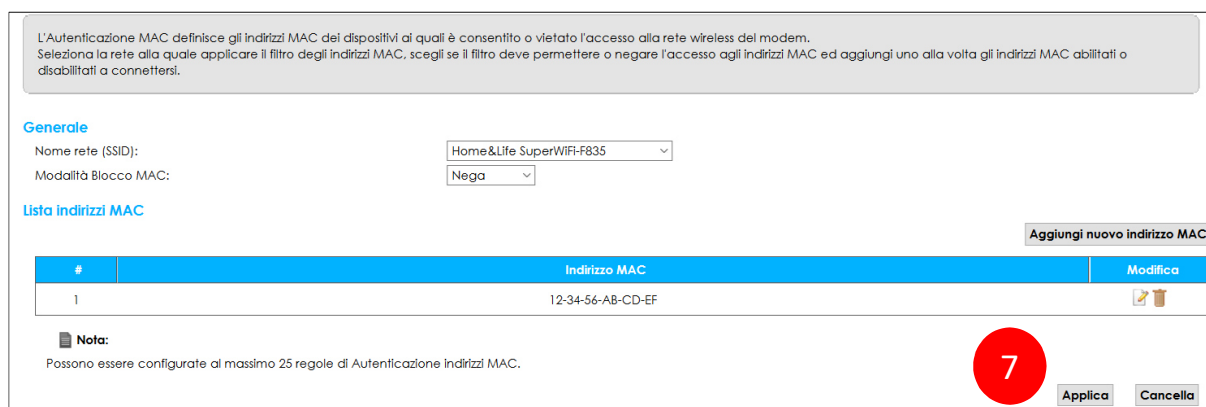 L'Autenticazione MAC definisce gli indirizzi MAC dei dispositivi ai quali è consentito o vietato l'accesso alla rete wireless del modem.
Seleziona la rete alla quale applicare il filtro degli indirizzi MAC, scegli se il filtro deve permettere o negare l'accesso agli indirizzi MAC ed aggiungi uno alla volta gli indirizzi MAC abilitati o
disabilitati a connettersi.
Generale
Nome rete (SSID): Home&Life SuperWiFi-F835
Modalità Blocco MAC: Nega
Lista indirizzi MAC
Aggiungi nuovo indirizzo MAC
# Indirizzo MAC Modifica
1 12-34-56-AB-CD-EF
Nota:
Possono essere configurate al massimo 25 regole di Autenticazione indirizzi MAC.
7
Applica Cancella